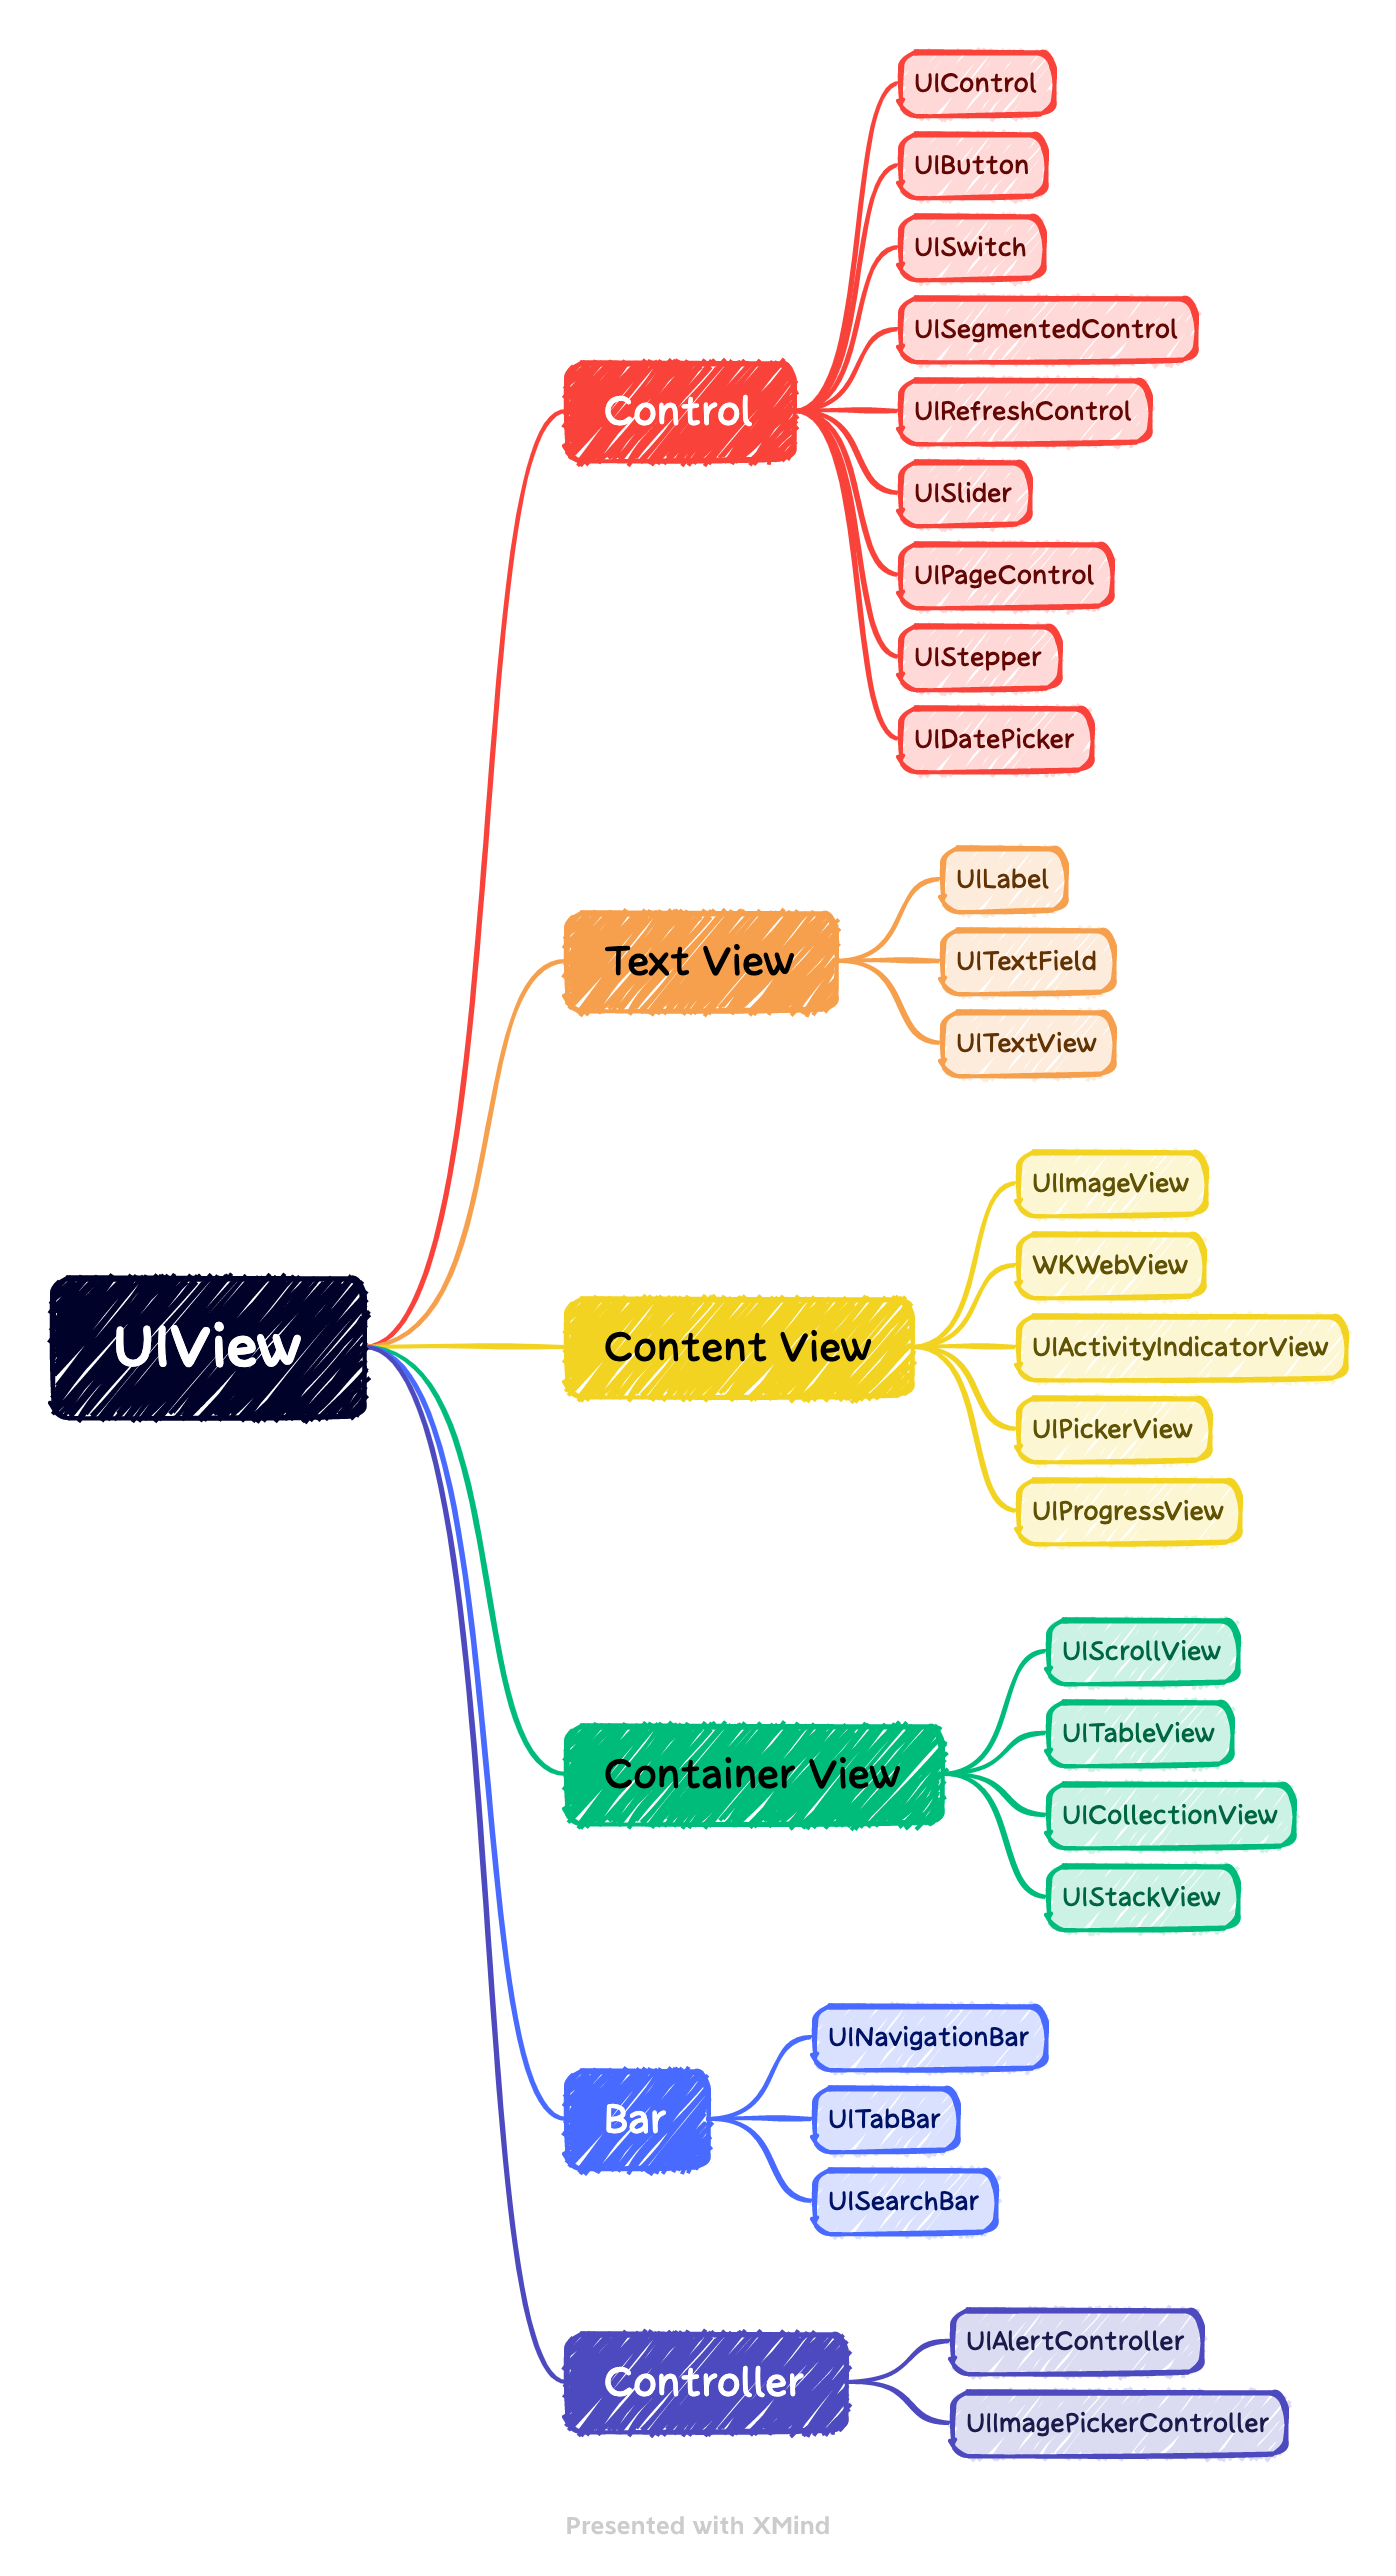 UIControl
UIButton
UISwitch
UISegmentedControl
Control
UIRefreshControl
UISlider
UIPageControl
UIStepper
UIDatePicker
UILabel
Text View
UITextField
UITextView
UIImageView
WKWebView
UIView
Content View
UIActivityIndicatorView
UIPickerView
UIProgressView
UIScrollView
UITableView
Container View
UICollectionView
UIStackView
UINavigationBar
Bar
UITabBar
UISearchBar
UIAlertController
Controller
UIImagePickerController
Presented with XMind